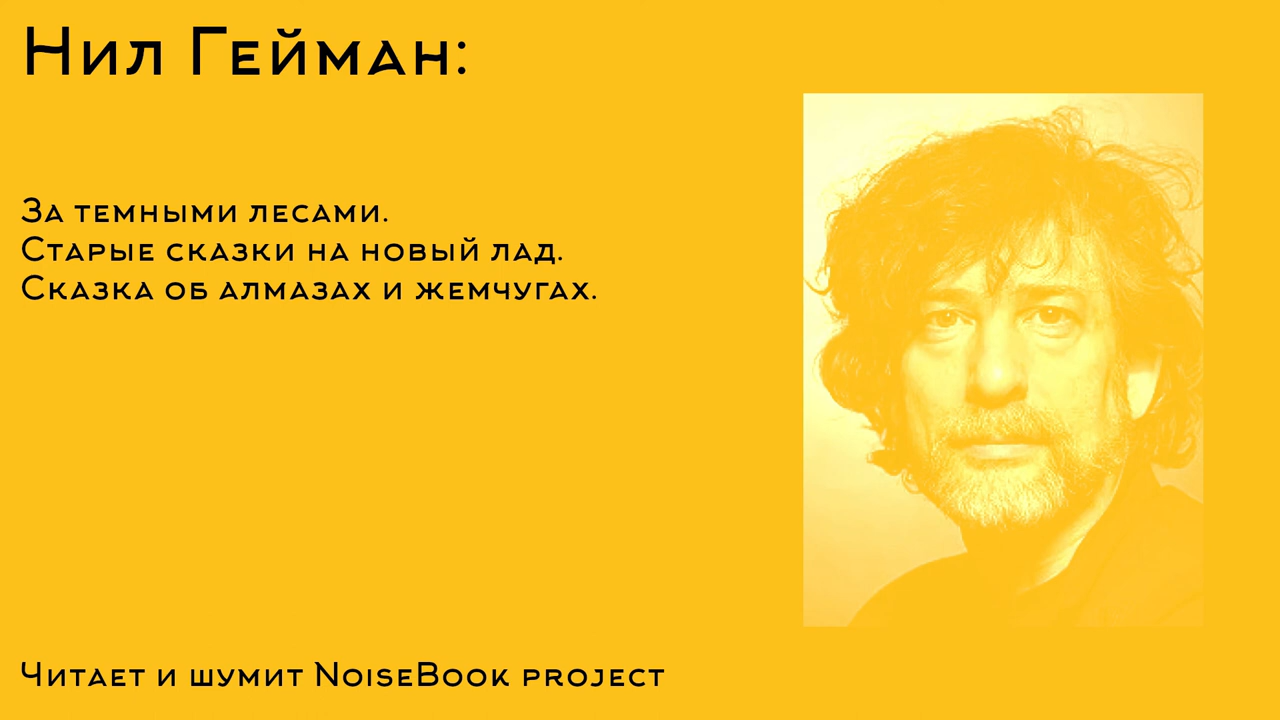 Нил Гейман:
За темными лесами.
Старые сказки на новый лад.
Сказка об алмазах и жемчугах.
Читает и шумит NoiseBook project